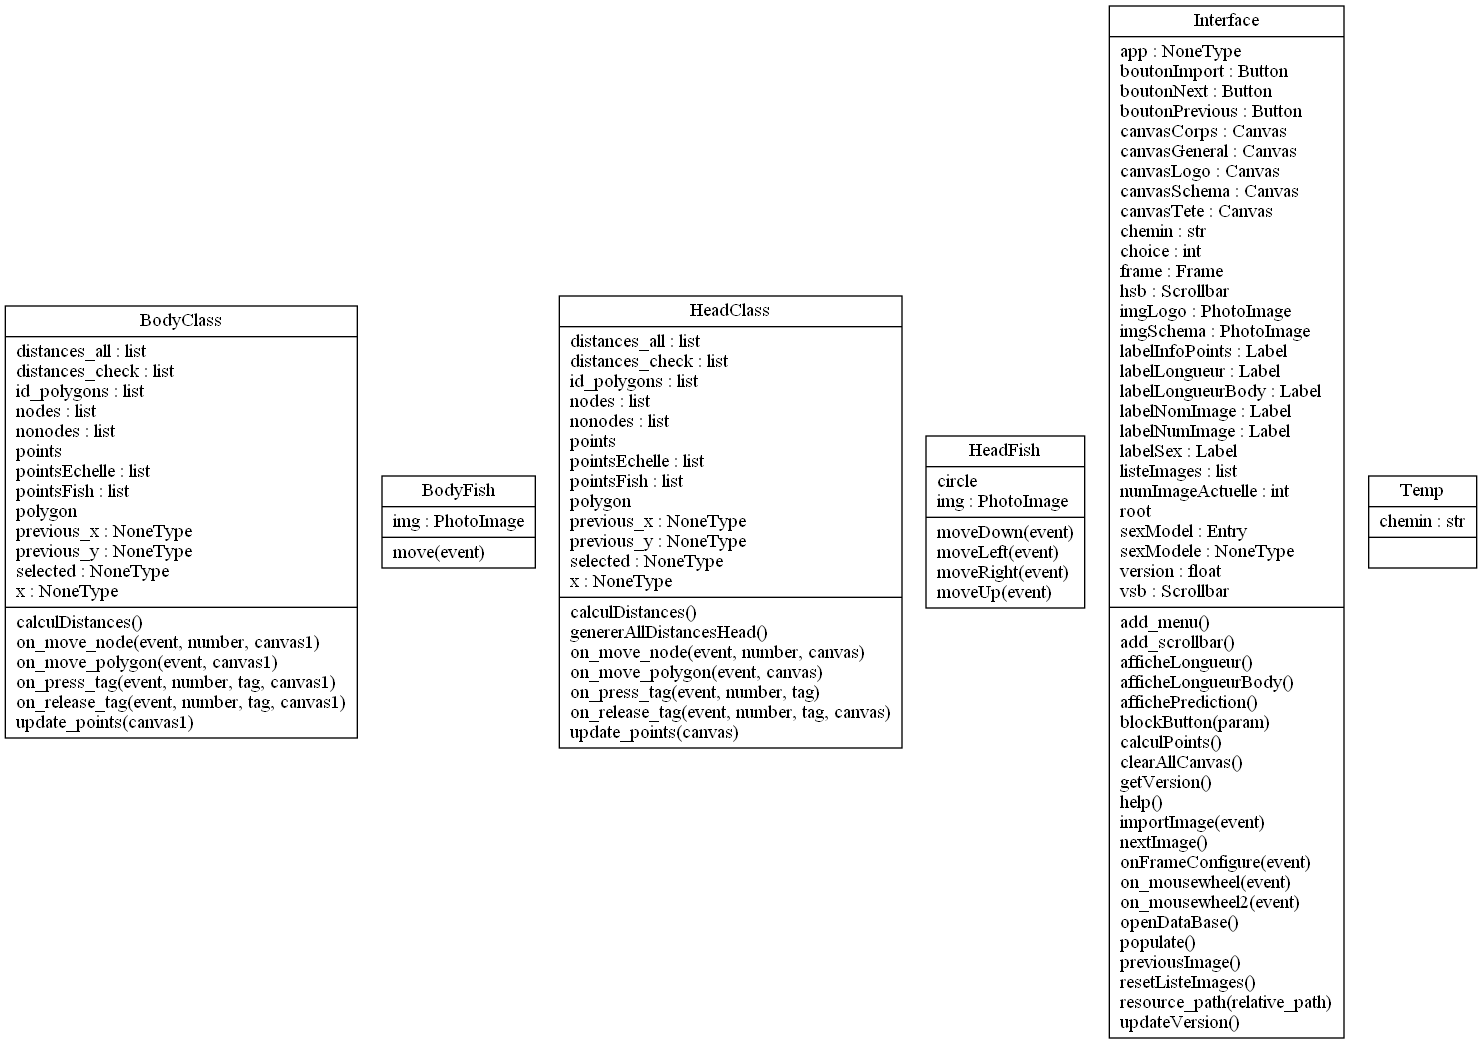 BodyClass
distances_all : list
distances_check : list
id_polygons : list
nodes : list
nonodes : list
points
pointsEchelle : list
pointsFish : list
polygon
previous_x : NoneType
previous_y : NoneType
selected : NoneType
x : NoneType
calculDistances()
on_move_node(event, number, canvas1)
on_move_polygon(event, canvas1)
on_press_tag(event, number, tag, canvas1)
on_release_tag(event, number, tag, canvas1)
update_points(canvas1)
BodyFish
img : PhotoImage
move(event)
HeadClass
distances_all : list
distances_check : list
id_polygons : list
nodes : list
nonodes : list
points
pointsEchelle : list
pointsFish : list
polygon
previous_x : NoneType
previous_y : NoneType
selected : NoneType
x : NoneType
calculDistances()
genererAllDistancesHead()
on_move_node(event, number, canvas)
on_move_polygon(event, canvas)
on_press_tag(event, number, tag)
on_release_tag(event, number, tag, canvas)
update_points(canvas)
HeadFish
circle
img : PhotoImage
moveDown(event)
moveLeft(event)
moveRight(event)
moveUp(event)
Interface
app : NoneType
boutonImport : Button
boutonNext : Button
boutonPrevious : Button
canvasCorps : Canvas
canvasGeneral : Canvas
canvasLogo : Canvas
canvasSchema : Canvas
canvasTete : Canvas
chemin : str
choice : int
frame : Frame
hsb : Scrollbar
imgLogo : PhotoImage
imgSchema : PhotoImage
labelInfoPoints : Label
labelLongueur : Label
labelLongueurBody : Label
labelNomImage : Label
labelNumImage : Label
labelSex : Label
listeImages : list
numImageActuelle : int
root
sexModel : Entry
sexModele : NoneType
version : float
vsb : Scrollbar
add_menu()
add_scrollbar()
afficheLongueur()
afficheLongueurBody()
affichePrediction()
blockButton(param)
calculPoints()
clearAllCanvas()
getVersion()
help()
importImage(event)
nextImage()
onFrameConfigure(event)
on_mousewheel(event)
on_mousewheel2(event)
openDataBase()
populate()
previousImage()
resetListeImages()
resource_path(relative_path)
updateVersion()
Temp
chemin : str